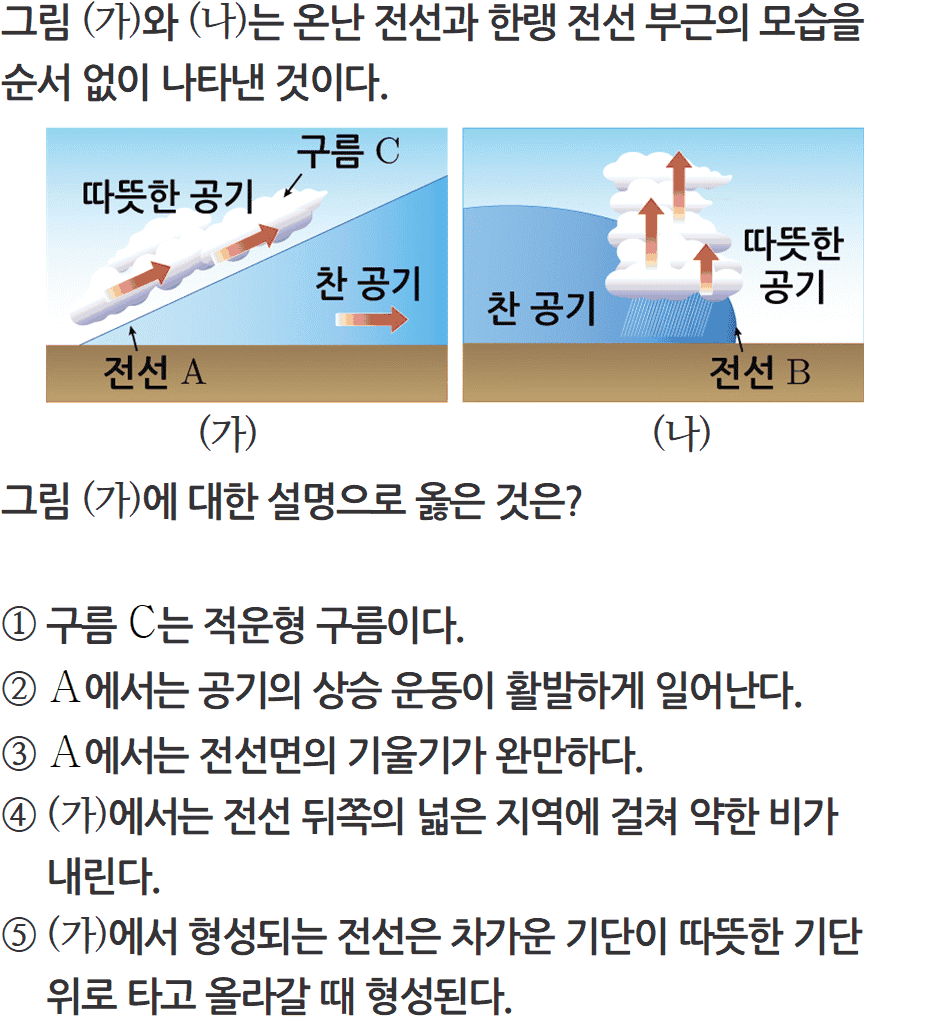 그림 (가)와 (나)는 온난 전선과 한랭 전선 부근의 모습을
순서 없이 나타낸 것이다.
구름 C
따뜻한 공기
찬 공기
전선 A
(가)
따뜻한
공기
찬 공기
전선 B
(나)
그림 (가)에 대한 설명으로 옳은 것은?
① 구름 C는 적운형 구름이다.
② A에서는 공기의 상승 운동이 활발하게 일어난다.
③ A에서는 전선면의 기울기가 완만하다.
④ (가)에서는 전선 뒤쪽의 넓은 지역에 걸쳐 약한 비가
내린다.
⑤ (가)에서 형성되는 전선은 차가운 기단이 따뜻한 기단
위로 타고 올라갈 때 형성된다.